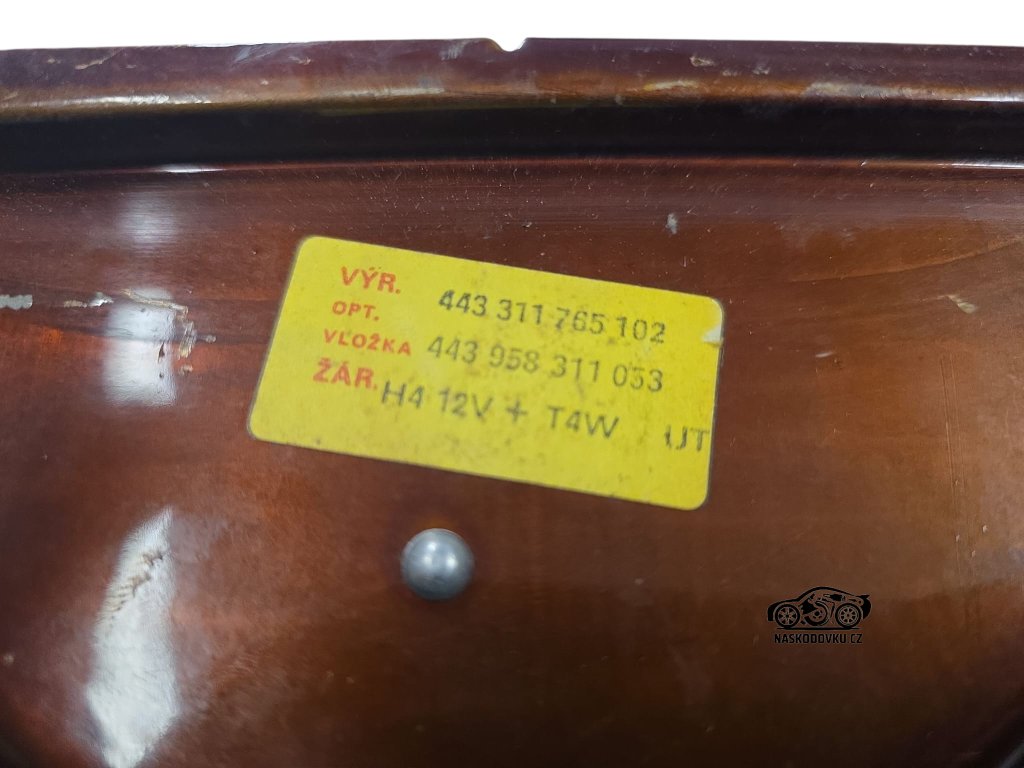 VÝR. 443 311 765 102
OPT.
VLOŽKA 443 958 311 053
ŽÁR. H4 12V + T4W UT
NASKODOVKU.CZ